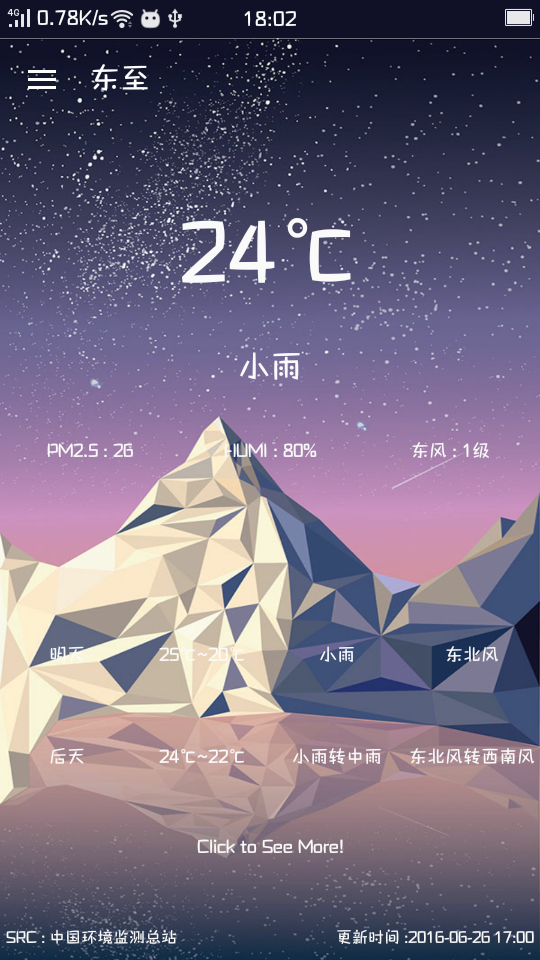 4G 0.78K/s 18:02
东至
24℃
小雨
PM2.5 : 26 HUMI : 80% 东风 : 1级
明天 25℃~20℃ 小雨 东北风
后天 24℃~22℃ 小雨转中雨 东北风转西南风
Click to See More!
SRC : 中国环境监测总站 更新时间 :2016-06-26 17:00